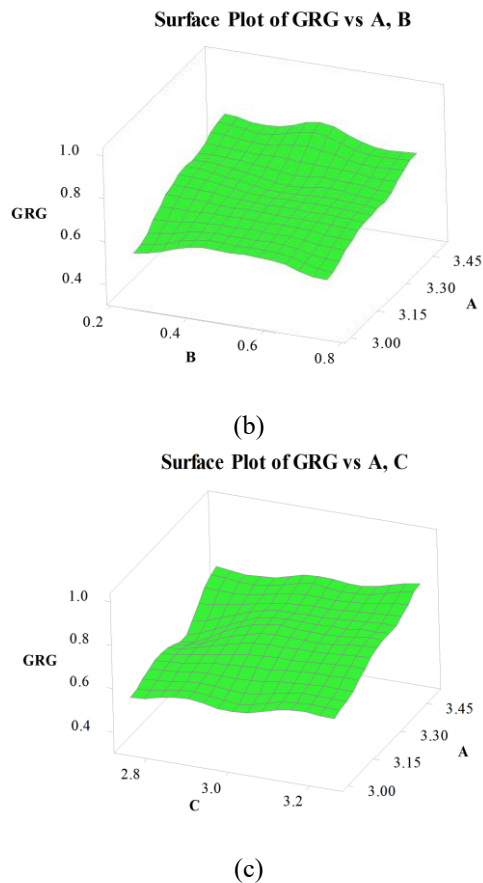 Surface Plot of GRG vs A, B
1.0
0.8
GRG
0.6
0.4
3.45
3.30
A
3.15
3.00
0.2
0.4
0.6
0.8
B
(b)
Surface Plot of GRG vs A, C
1.0
0.8
GRG
0.6
0.4
3.45
3.30
A
3.15
3.00
2.8
3.0
3.2
C
(c)